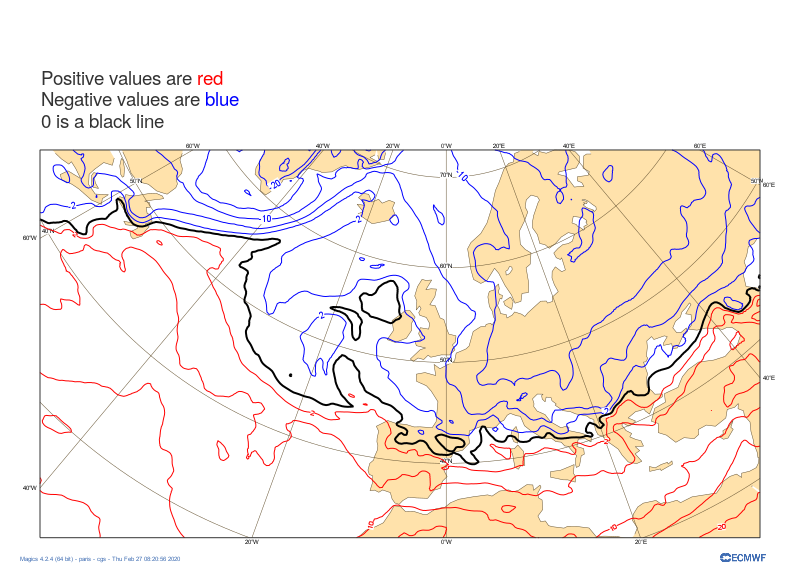 Positive values are red
Negative values are blue
0 is a black line
60°W 40°W 20°W 0°W 20°E 40°E 60°E
50°N
70°N
50°N
60°E
-20
-10
-2
-10
-2
40°N
60°W
60°N
-2
50°N
40°E
2
-2
2
40°N
40°W
10
10
20
20°W 0°W 20°E
Magics 4.2.4 (64 bit) - paris - cgs - Thu Feb 27 08:20:56 2020
ECMWF